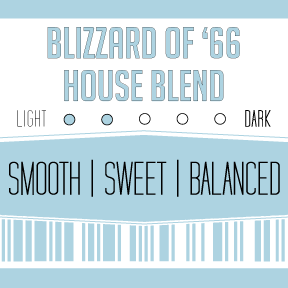 BLIZZARD OF ‘66
HOUSE BLEND
LIGHT DARK
SMOOTH | SWEET | BALANCED